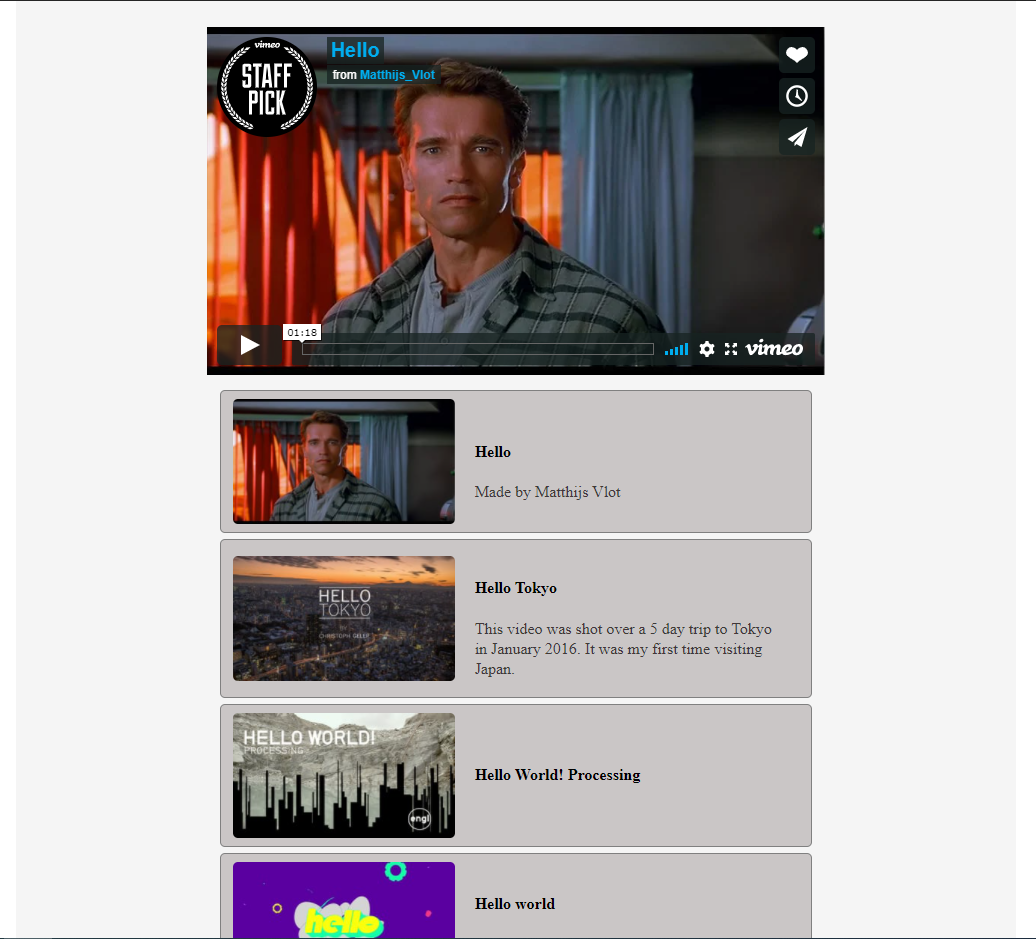 vimeo
STAFF
PICK
Hello
from Matthijs_Vlot
01:18
vimeo
Hello
Made by Matthijs Vlot
HELLO
TOKYO
CHRISTOPH GELEP
Hello Tokyo
This video was shot over a 5 day trip to Tokyo
in January 2016. It was my first time visiting
Japan.
HELLO WORLD!
PROCESSING
engl
Hello World! Processing
hello
Hello world